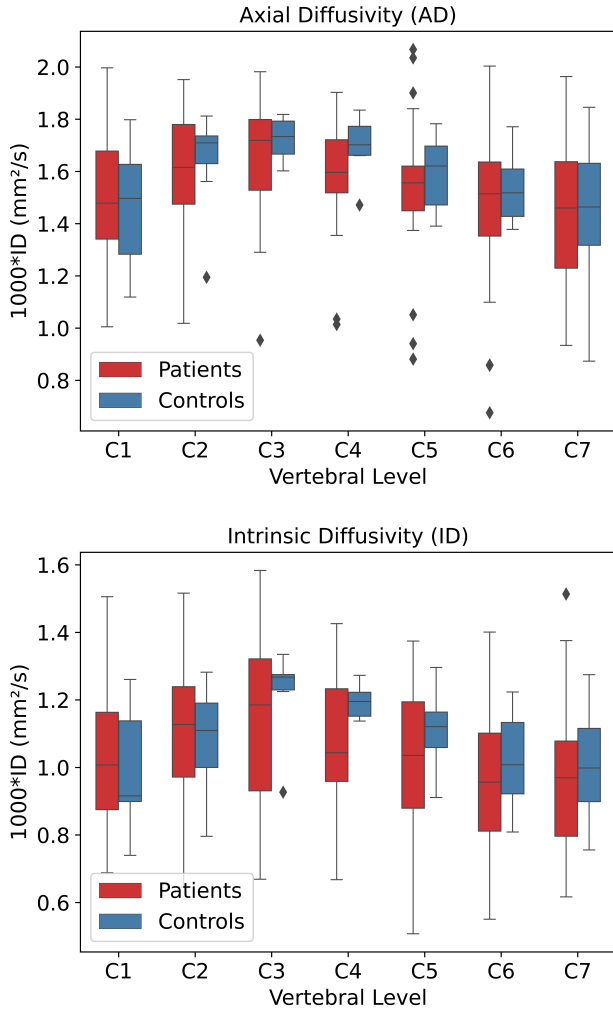 Axial Diffusivity (AD)
1000*ID (mm²/s)
2.0
1.8
1.6
1.4
1.2
1.0
0.8
Patients
Controls
C1 C2 C3 C4 C5 C6 C7
Vertebral Level
Intrinsic Diffusivity (ID)
1000*ID (mm²/s)
1.6
1.4
1.2
1.0
0.8
0.6
Patients
Controls
C1 C2 C3 C4 C5 C6 C7
Vertebral Level